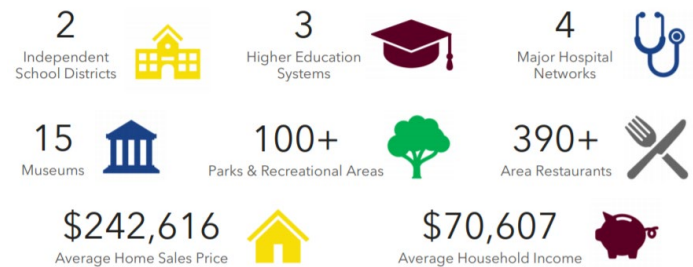 2
Independent
School Districts
3
Higher Education
Systems
4
Major Hospital
Networks
15
Museums
100+
Parks & Recreational Areas
390+
Area Restaurants
$242,616
Average Home Sales Price
$70,607
Average Household Income